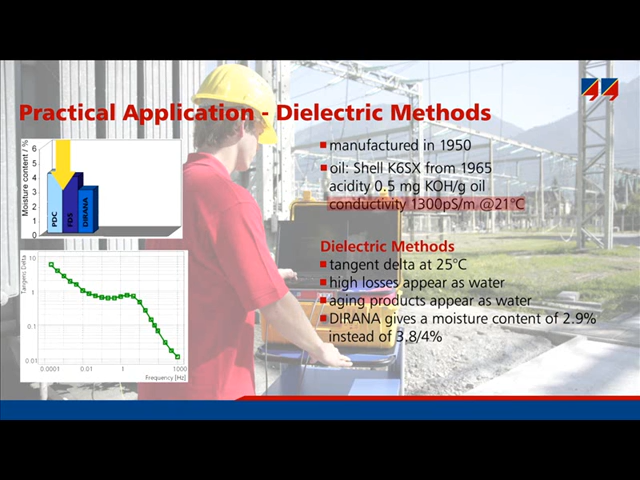 Practical Application - Dielectric Methods
Moisture content / %
6
5
4
3
2
1
0
PDC
FDS
DIRANA
manufactured in 1950
oil: Shell K6SX from 1965
acidity 0.5 mg KOH/g oil
conductivity 1300pS/m @21°C
Dielectric Methods
tangent delta at 25°C
high losses appear as water
aging products appear as water
DIRANA gives a moisture content of 2.9%
instead of 3,8/4%
Tangens Delta
10
1
0.1
0.01
0.0001
0.01
1
1000
Frequency [Hz]